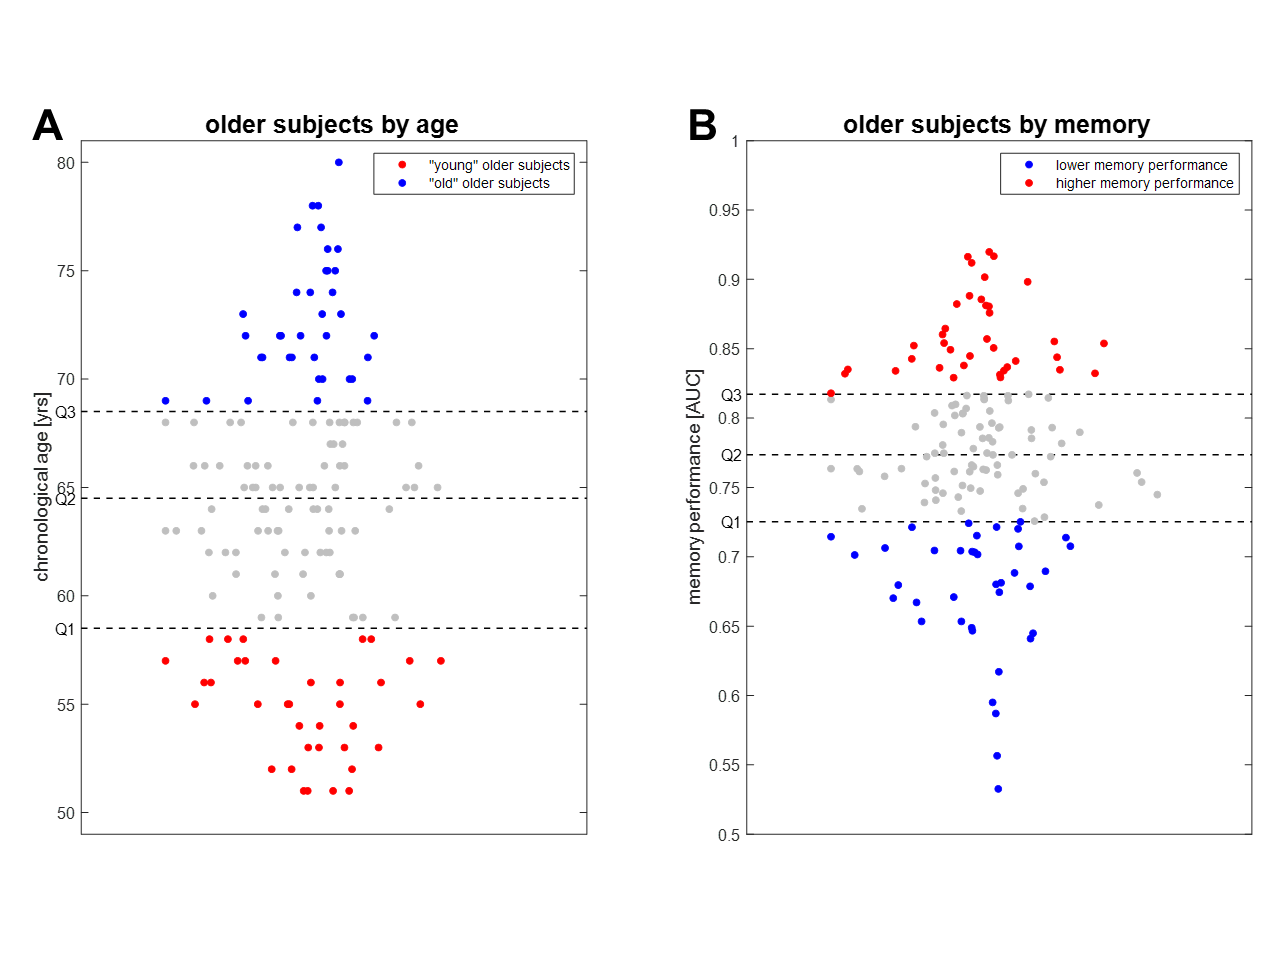 A
older subjects by age
"young" older subjects
"old" older subjects
chronological age [yrs]
80
75
70
Q3
65
Q2
60
Q1
55
50
B
older subjects by memory
lower memory performance
higher memory performance
memory performance [AUC]
1
0.95
0.9
0.85
Q3
0.8
Q2
0.75
Q1
0.7
0.65
0.6
0.55
0.5